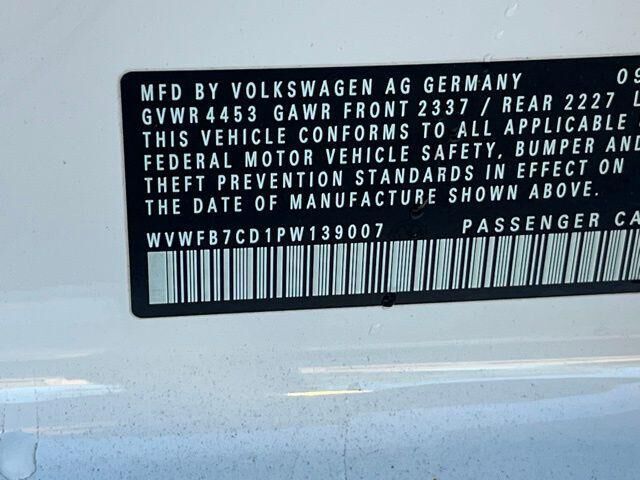 MFD BY VOLKSWAGEN AG GERMANY 09
GVWR 4453 GAWR FRONT 2337 / REAR 2227 L
THIS VEHICLE CONFORMS TO ALL APPLICABLE
FEDERAL MOTOR VEHICLE SAFETY, BUMPER AND
THEFT PREVENTION STANDARDS IN EFFECT ON
THE DATE OF MANUFACTURE SHOWN ABOVE.
WVWFB7CD1PW139007 PASSENGER CA